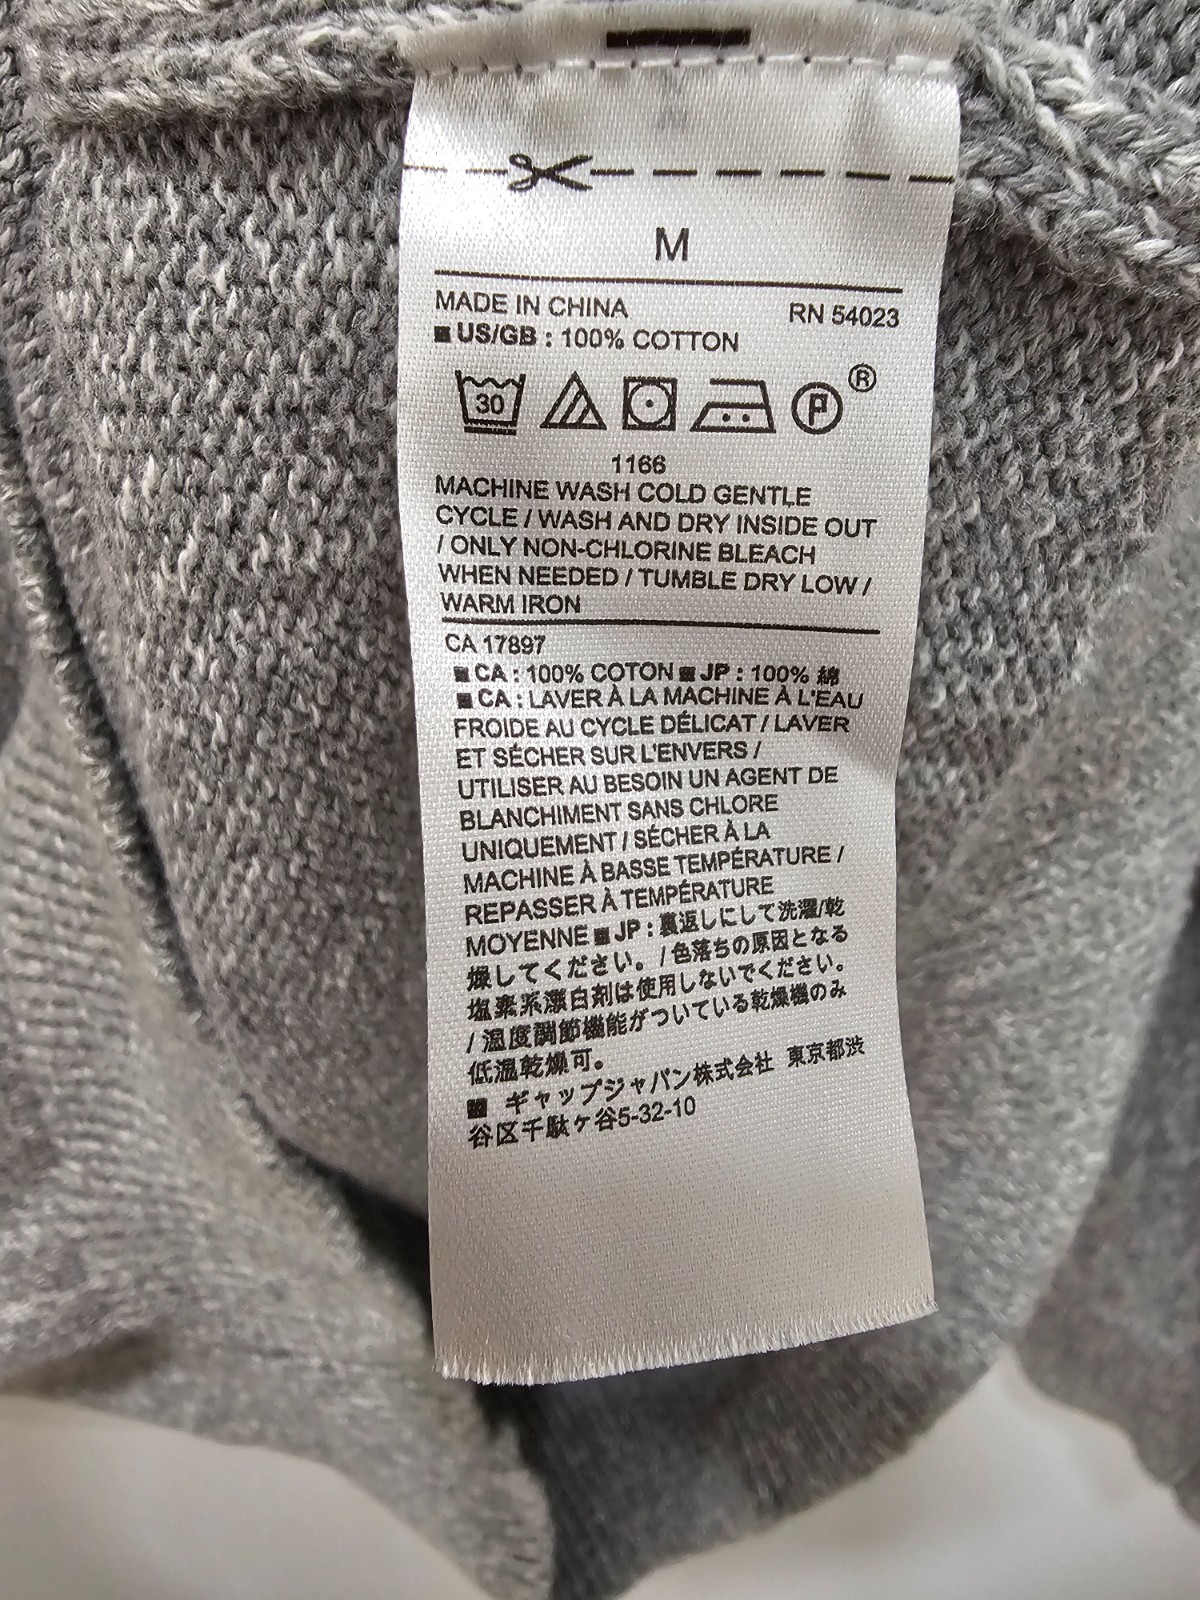 M
MADE IN CHINA RN 54023
■ US/GB : 100% COTTON
30 P ®
1166
MACHINE WASH COLD GENTLE
CYCLE / WASH AND DRY INSIDE OUT
/ ONLY NON-CHLORINE BLEACH
WHEN NEEDED / TUMBLE DRY LOW /
WARM IRON
CA 17897
■ CA : 100% COTON ■ JP : 100% 綿
■ CA : LAVER À LA MACHINE À L'EAU
FROIDE AU CYCLE DÉLICAT / LAVER
ET SÉCHER SUR L'ENVERS /
UTILISER AU BESOIN UN AGENT DE
BLANCHIMENT SANS CHLORE
UNIQUEMENT / SÉCHER À LA
MACHINE À BASSE TEMPÉRATURE /
REPASSER À TEMPÉRATURE
MOYENNE ■ JP : 裏返しにして洗濯/乾
燥してください。/ 色落ちの原因となる
塩素系漂白剤は使用しないでください。
/ 温度調節機能がついている乾燥機のみ
低温乾燥可。
■ ギャップジャパン株式会社 東京都渋
谷区千駄ヶ谷5-32-10